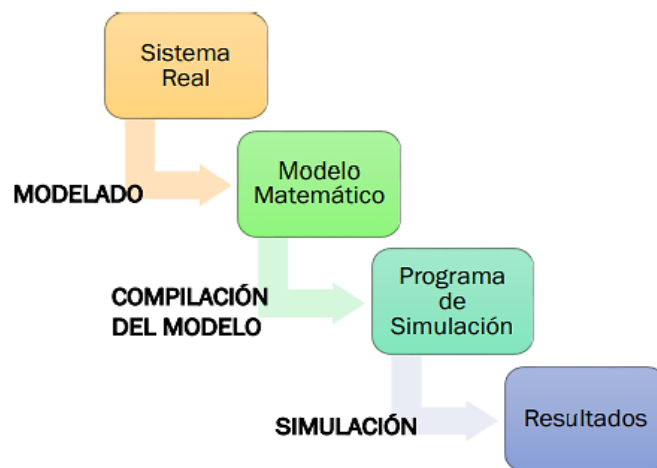 Sistema
Real
MODELADO
Modelo
Matemático
COMPILACIÓN
DEL MODELO
Programa
de
Simulación
SIMULACIÓN
Resultados